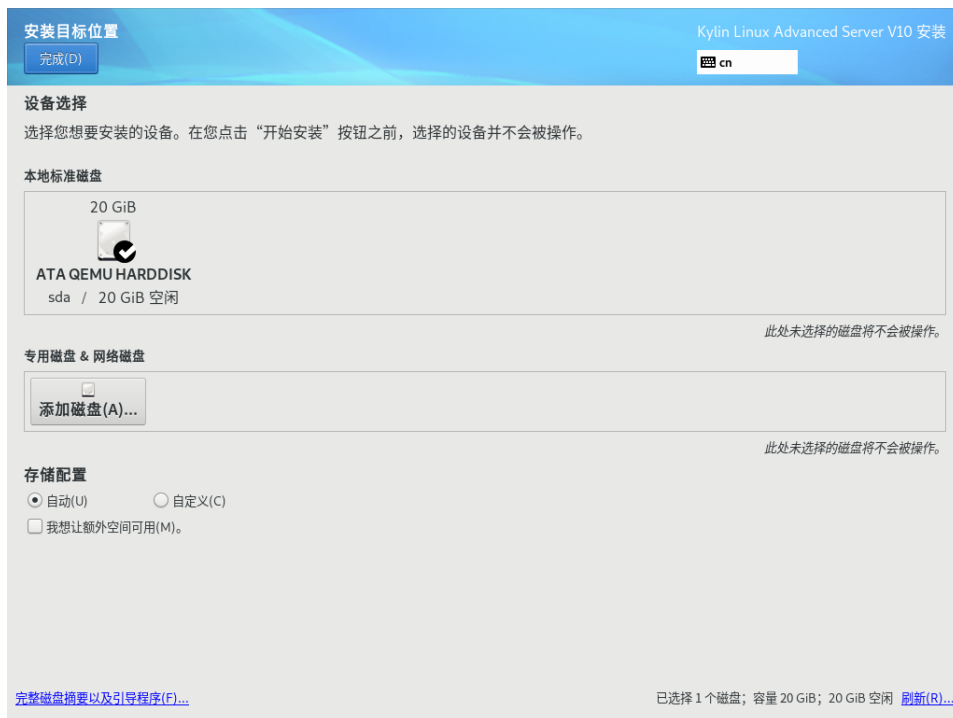 安装目标位置
Kylin Linux Advanced Server V10 安装
完成(D)
cn
设备选择
选择您想要安装的设备。在您点击“开始安装”按钮之前，选择的设备并不会被操作。
本地标准磁盘
20 GiB
ATA QEMU HARDDISK
sda / 20 GiB 空闲
此处未选择的磁盘将不会被操作。
专用磁盘 & 网络磁盘
添加磁盘(A)...
此处未选择的磁盘将不会被操作。
存储配置
自动(U) 自定义(C)
我想让额外空间可用(M)。
完整磁盘摘要以及引导程序(F)... 已选择 1 个磁盘；容量 20 GiB；20 GiB 空闲 刷新(R)...